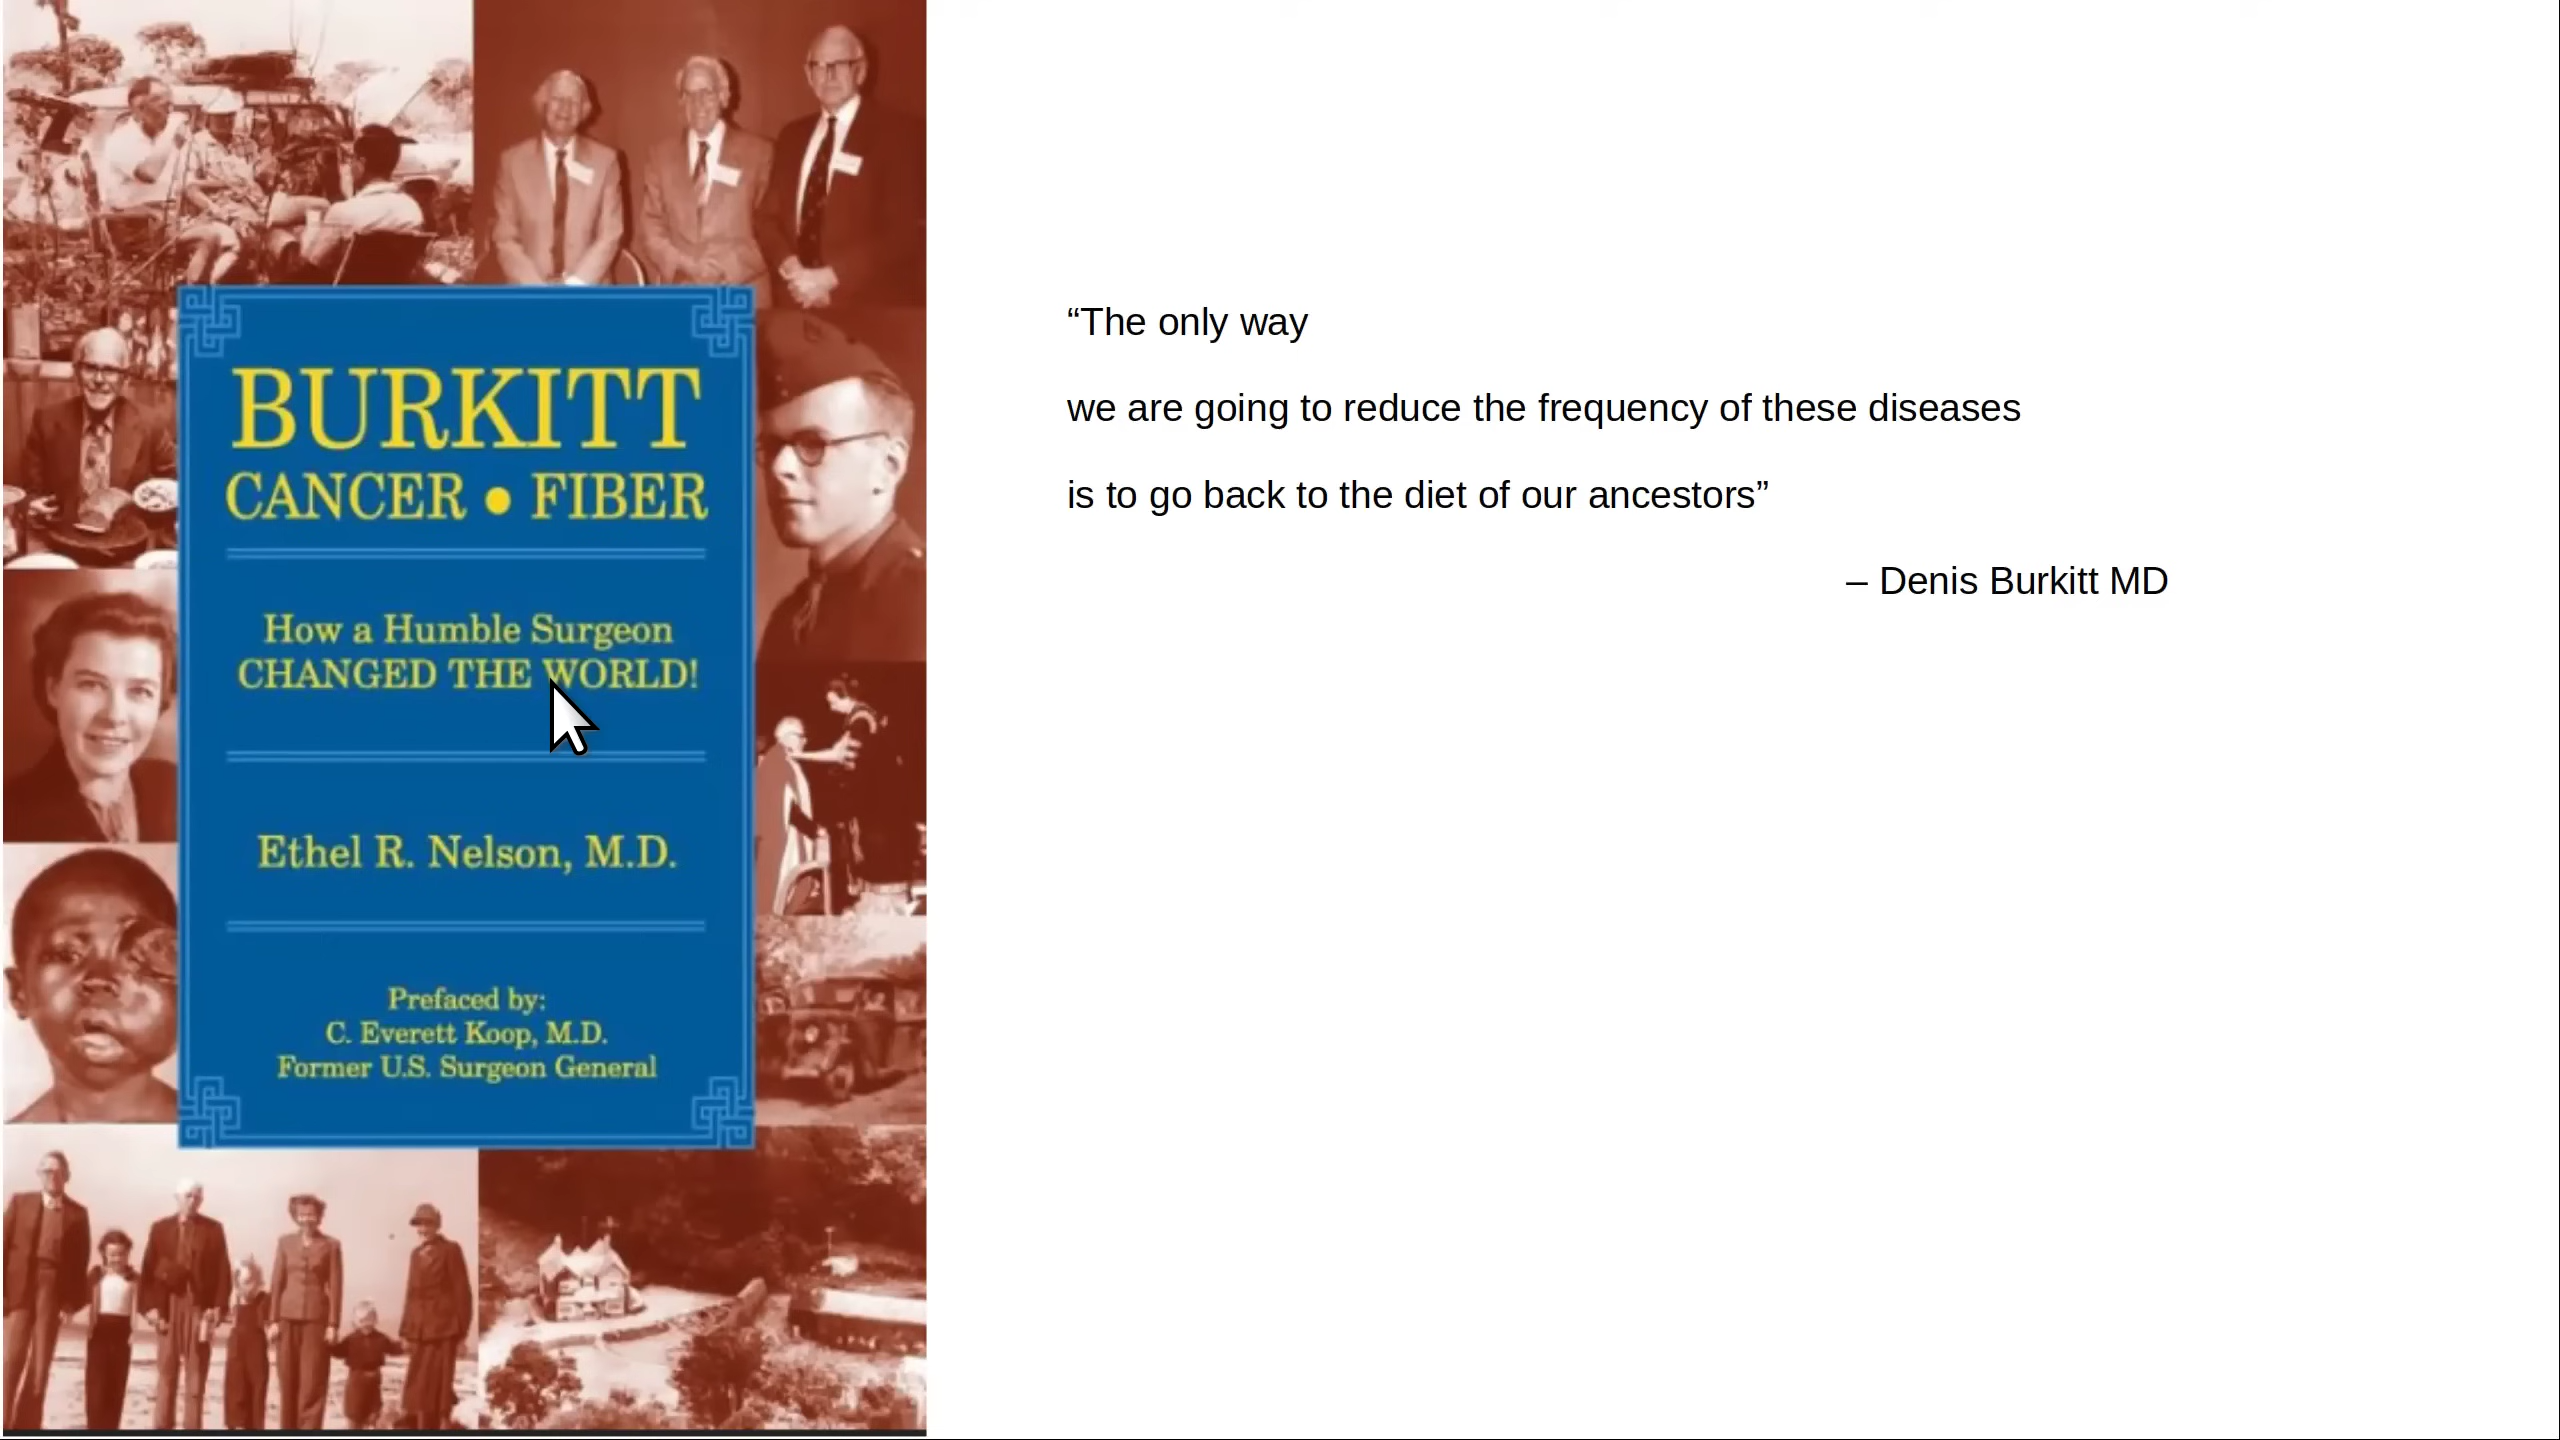 BURKITT
CANCER • FIBER
How a Humble Surgeon
CHANGED THE WORLD!
Ethel R. Nelson, M.D.
Prefaced by:
C. Everett Koop, M.D.
Former U.S. Surgeon General
“The only way
we are going to reduce the frequency of these diseases
is to go back to the diet of our ancestors”
– Denis Burkitt MD